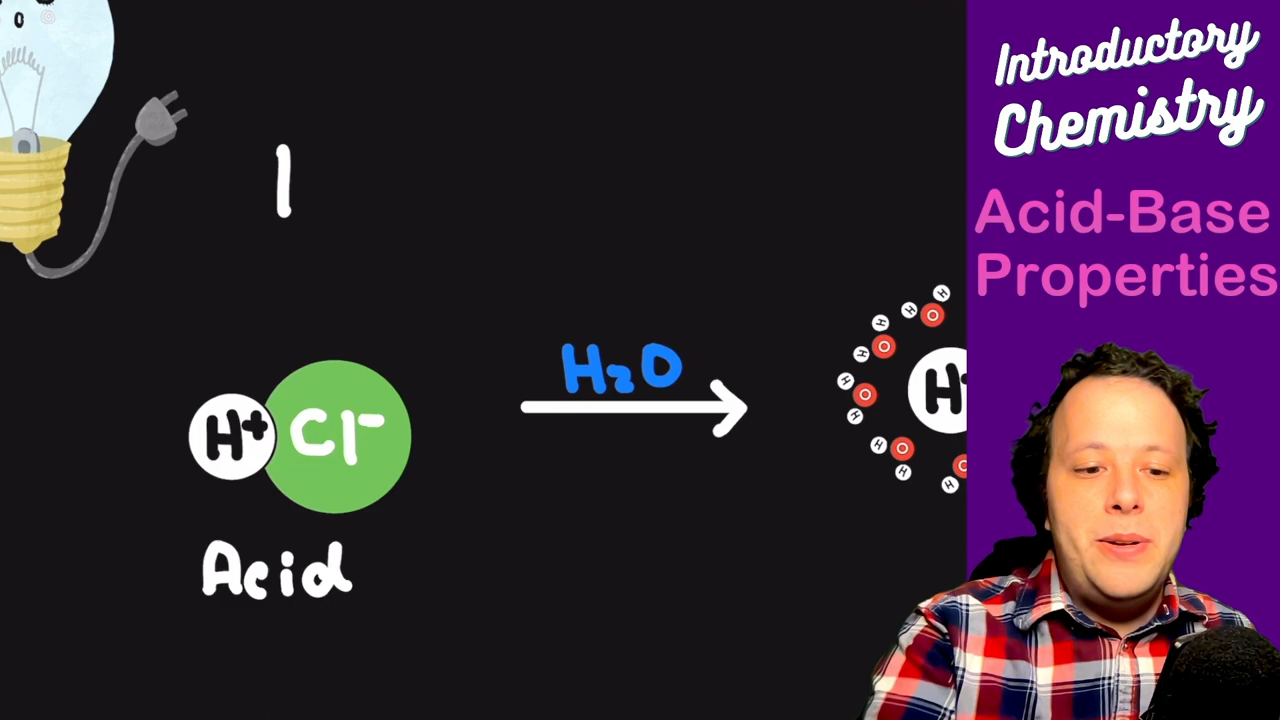 Introductory
Chemistry
Acid-Base
Properties
I
H₂O
H⁺ Cl⁻
Acid
H H O
H O
H
H O
H
H O
H
H O
H⁺